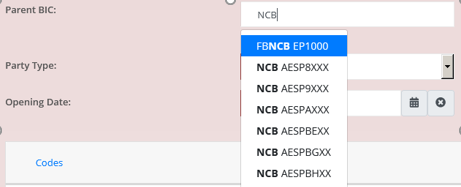 Parent BIC:
NCB
FBNCB EP1000
NCB AESP8XXX
Party Type:
NCB AESP9XXX
Opening Date:
NCB AESPAXXX
NCB AESPBEXX
NCB AESPBGXX
Codes
NCB AESPBHXX